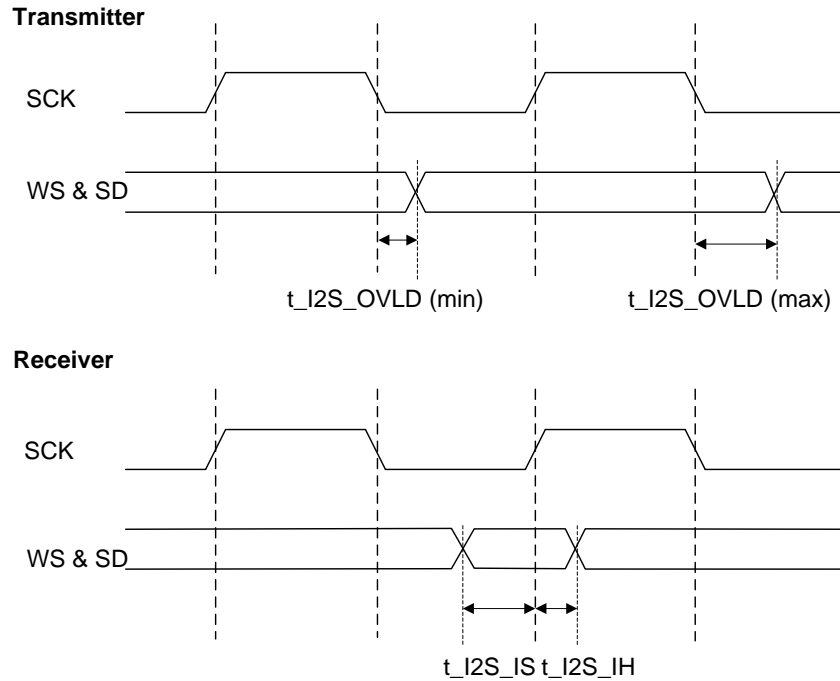 Transmitter
SCK
WS & SD
t_I2S_OVLD (min)
t_I2S_OVLD (max)
Receiver
SCK
WS & SD
t_I2S_IS
t_I2S_IH